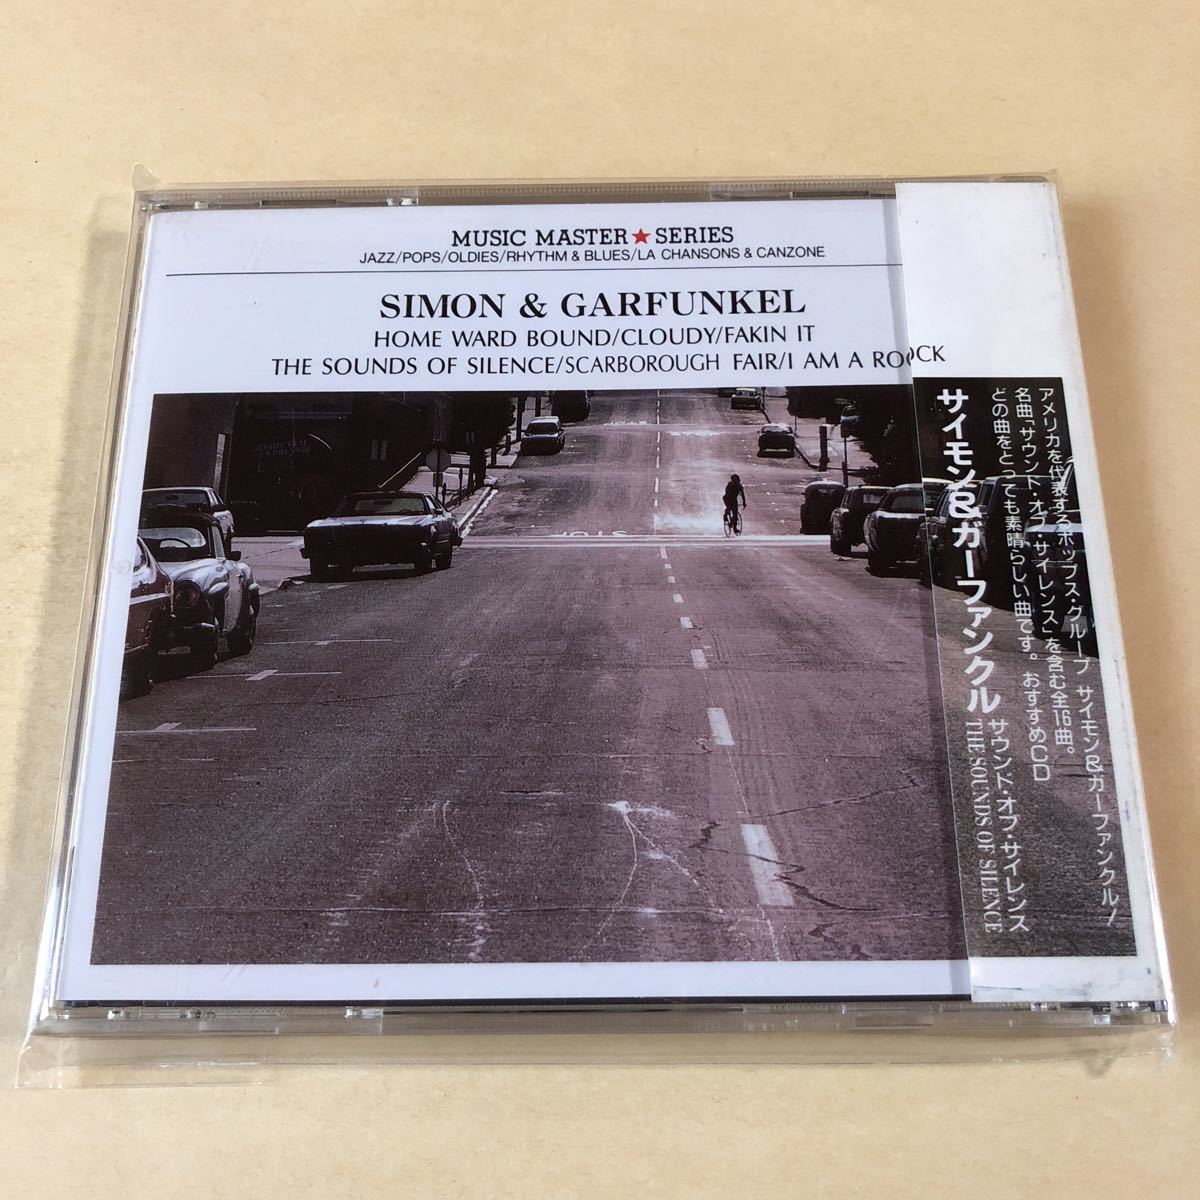 MUSIC MASTER★SERIES
JAZZ/POPS/OLDIES/RHYTHM & BLUES/LA CHANSONS & CANZONE
SIMON & GARFUNKEL
HOME WARD BOUND/CLOUDY/FAKIN IT
THE SOUNDS OF SILENCE/SCARBOROUGH FAIR/I AM A ROCK
アメリカを代表するポップス・グループ サイモン&ガーファンクル!
名曲「サウンド・オブ・サイレンス」を含む全16曲。
どの曲をとっても素晴らしい曲です。おすすめCD
サイモン&ガーファンクル
サウンド・オブ・サイレンス
THE SOUNDS OF SILENCE
STOP